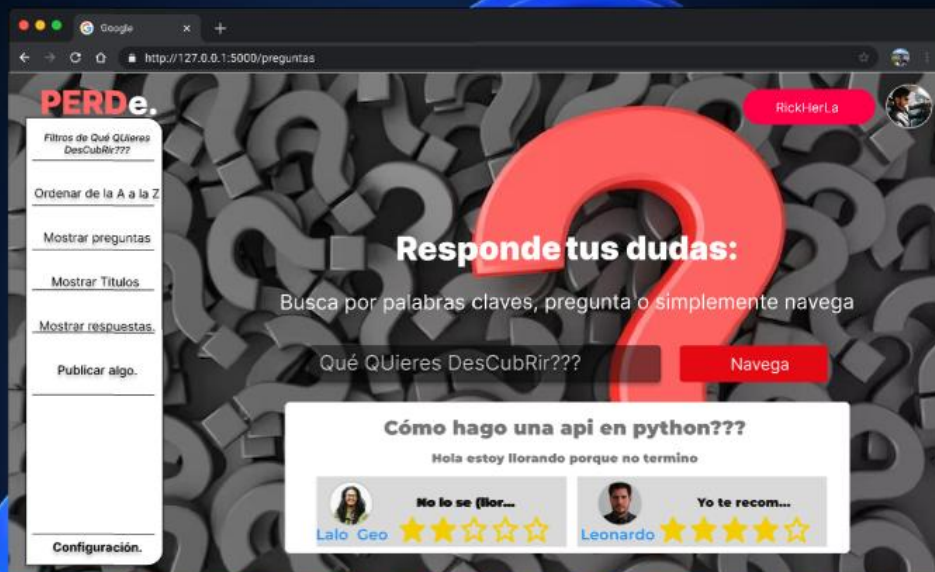 Google
http://127.0.0.1:5000/preguntas
PERDe.
RickHerLa
Filtros de Qué QUieres
DesCubRir???
Ordenar de la A a la Z
Mostrar preguntas
Mostrar Titulos
Mostrar respuestas.
Publicar algo.
Configuración.
Responde tus dudas:
Busca por palabras claves, pregunta o simplemente navega
Qué QUieres DesCubRir???
Navega
Cómo hago una api en python???
Hola estoy llorando porque no termino
No lo se (llor...
Lalo Geo
Yo te recom...
Leonardo